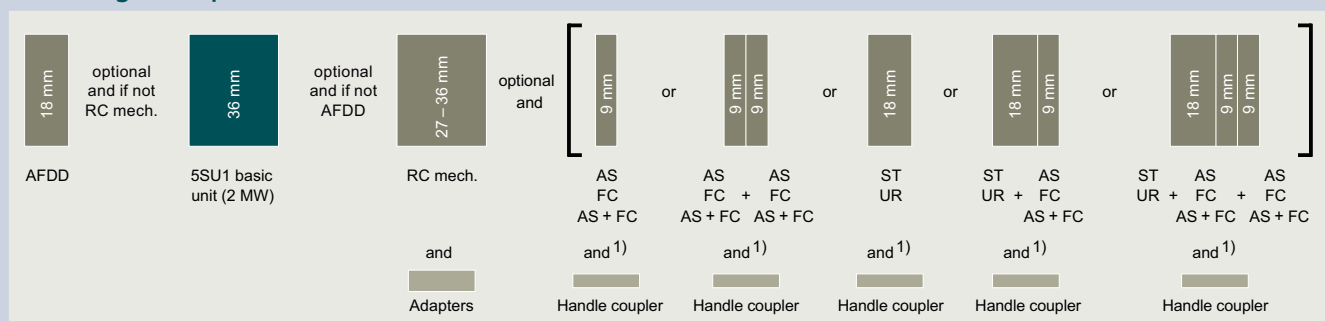 18 mm
optional
and if not
RC mech.
36 mm
optional
and if not
AFDD
27 – 36 mm
optional
and
9 mm
or
9 mm
9 mm
or
18 mm
or
18 mm
9 mm
or
18 mm
9 mm
9 mm
AFDD
5SU1 basic
unit (2 MW)
RC mech.
AS
FC
AS + FC
AS AS
FC + FC
AS + FC AS + FC
ST
UR
ST AS
UR + FC
AS + FC
ST AS AS
UR + FC + FC
AS + FC AS + FC
and
and 1)
and 1)
and 1)
and 1)
and 1)
Adapters
Handle coupler
Handle coupler
Handle coupler
Handle coupler
Handle coupler